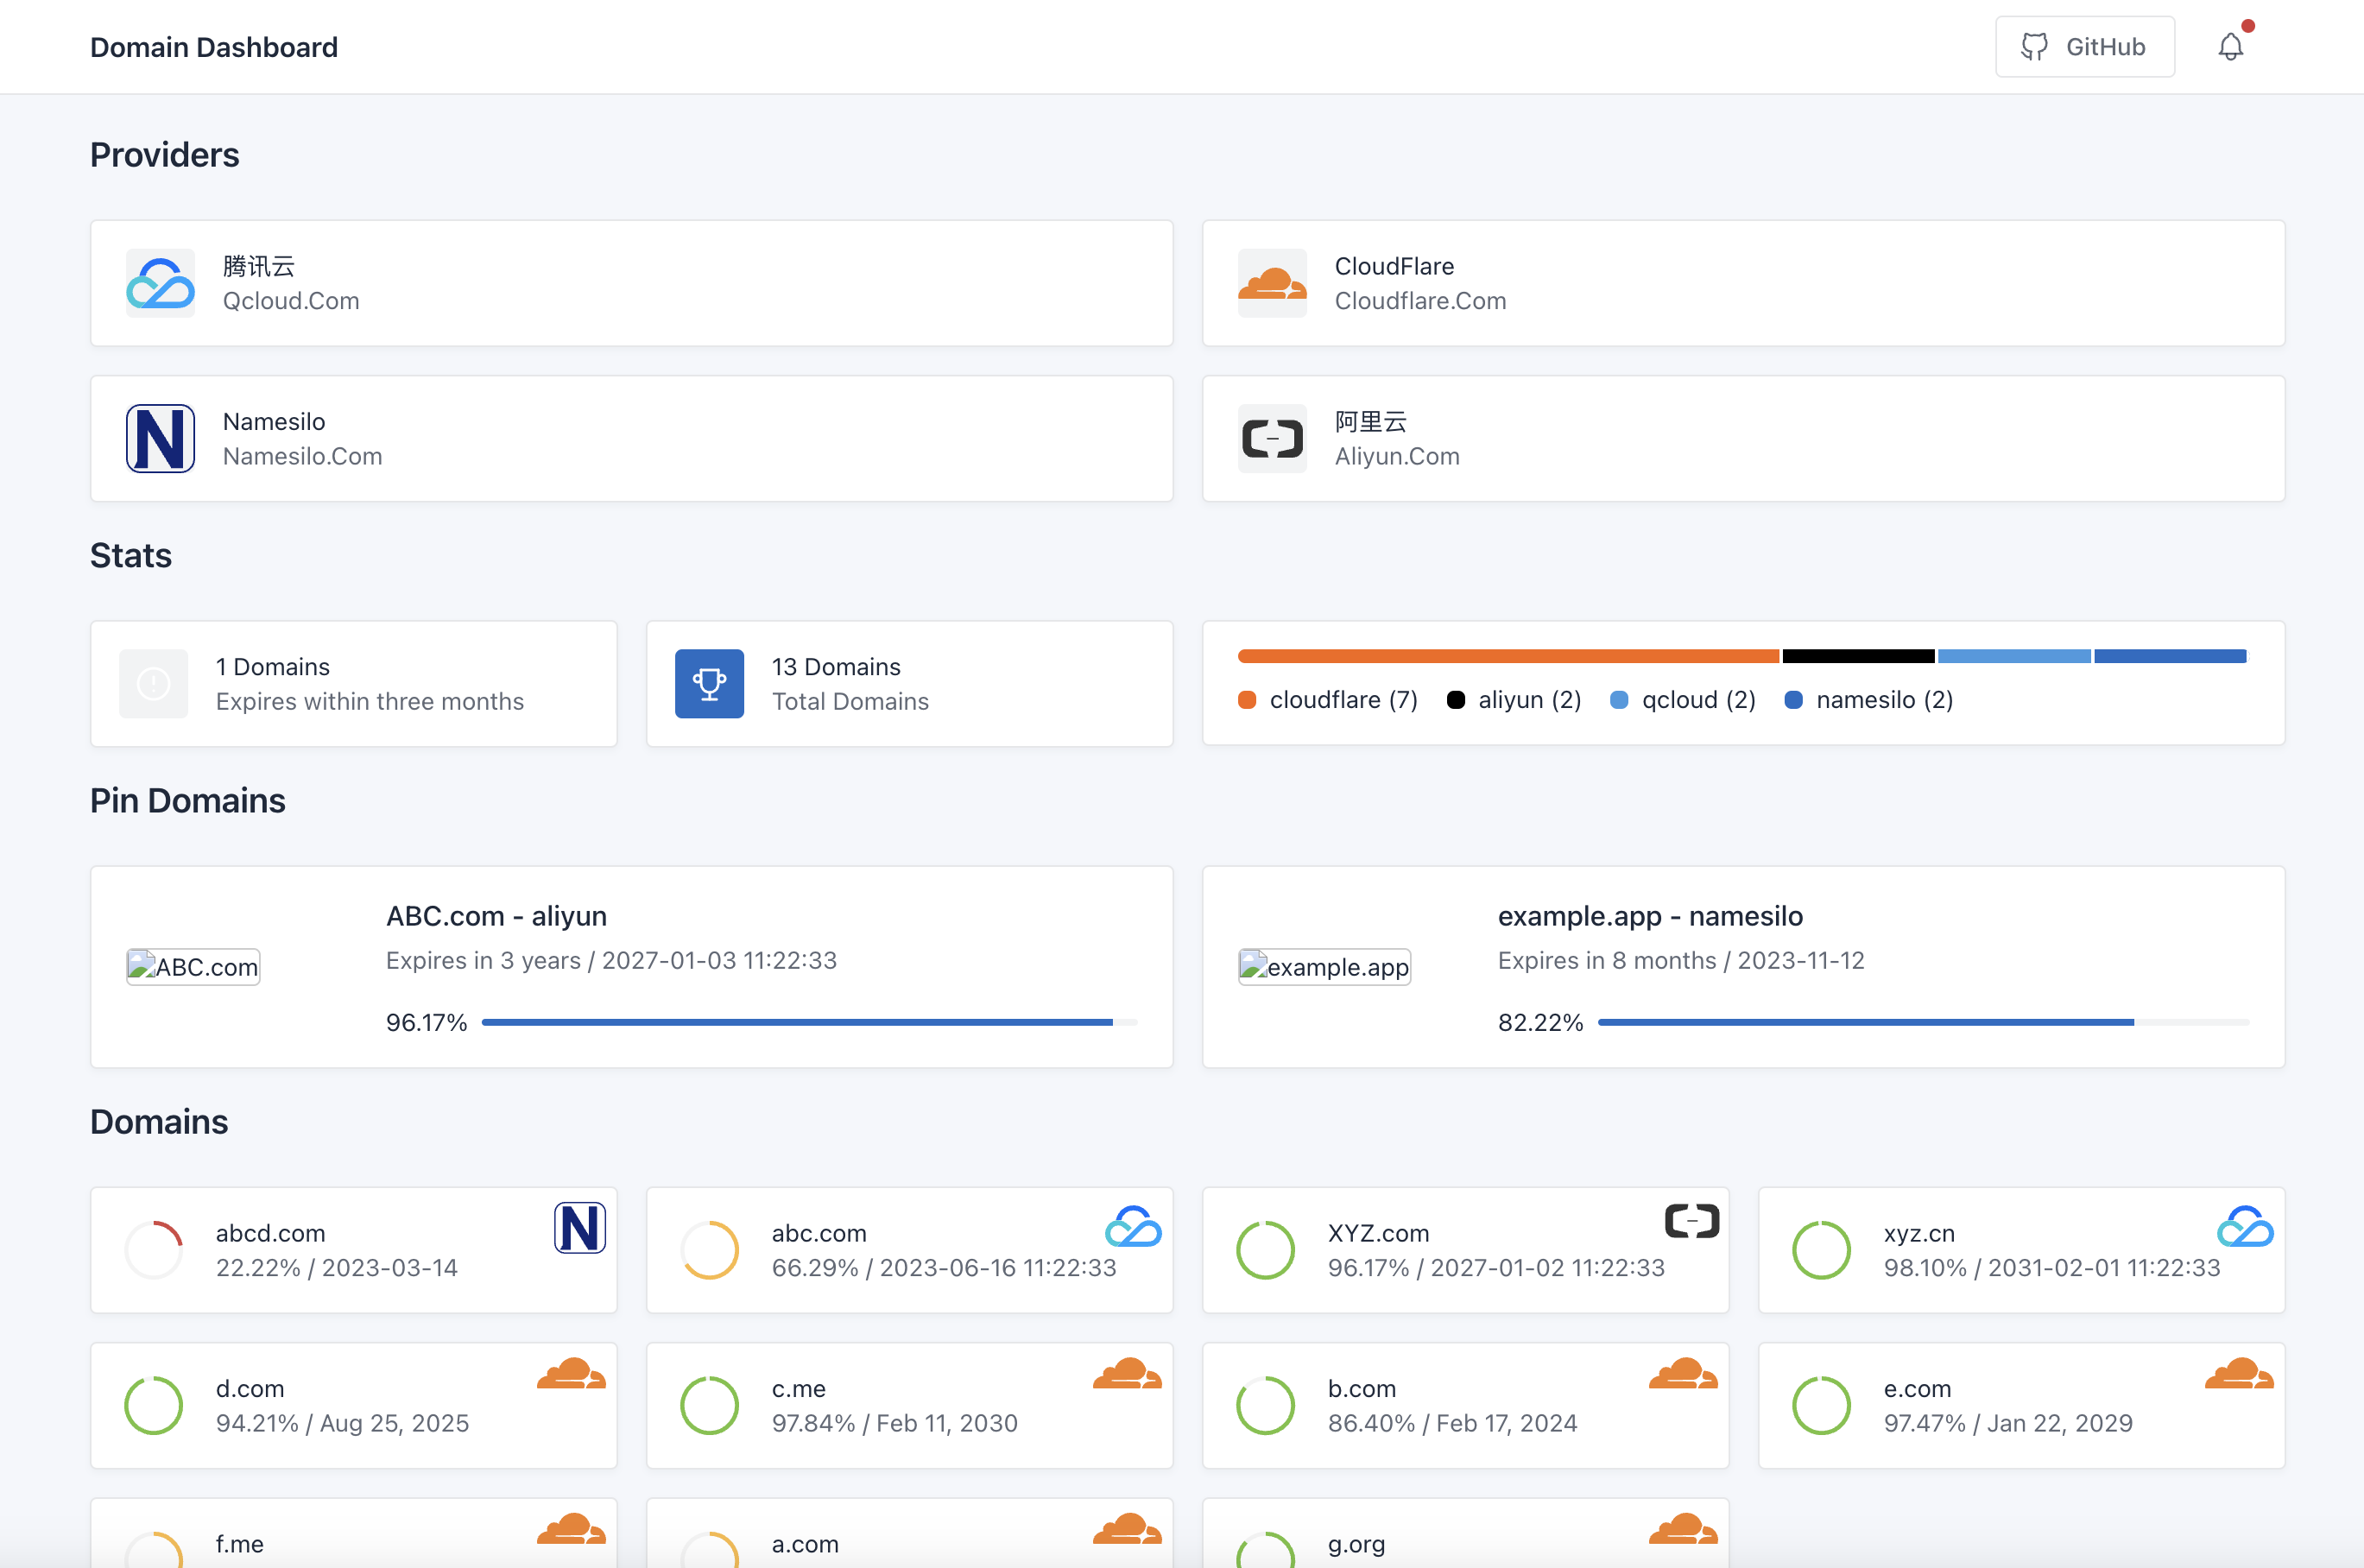 Domain Dashboard
GitHub
Providers
腾讯云
Qcloud.Com
CloudFlare
Cloudflare.Com
Namesilo
Namesilo.Com
阿里云
Aliyun.Com
Stats
1 Domains
Expires within three months
13 Domains
Total Domains
cloudflare (7) aliyun (2) qcloud (2) namesilo (2)
Pin Domains
ABC.com
ABC.com - aliyun
Expires in 3 years / 2027-01-03 11:22:33
96.17%
example.app
example.app - namesilo
Expires in 8 months / 2023-11-12
82.22%
Domains
abcd.com
22.22% / 2023-03-14
N
abc.com
66.29% / 2023-06-16 11:22:33
XYZ.com
96.17% / 2027-01-02 11:22:33
xyz.cn
98.10% / 2031-02-01 11:22:33
d.com
94.21% / Aug 25, 2025
c.me
97.84% / Feb 11, 2030
b.com
86.40% / Feb 17, 2024
e.com
97.47% / Jan 22, 2029
f.me
a.com
g.org